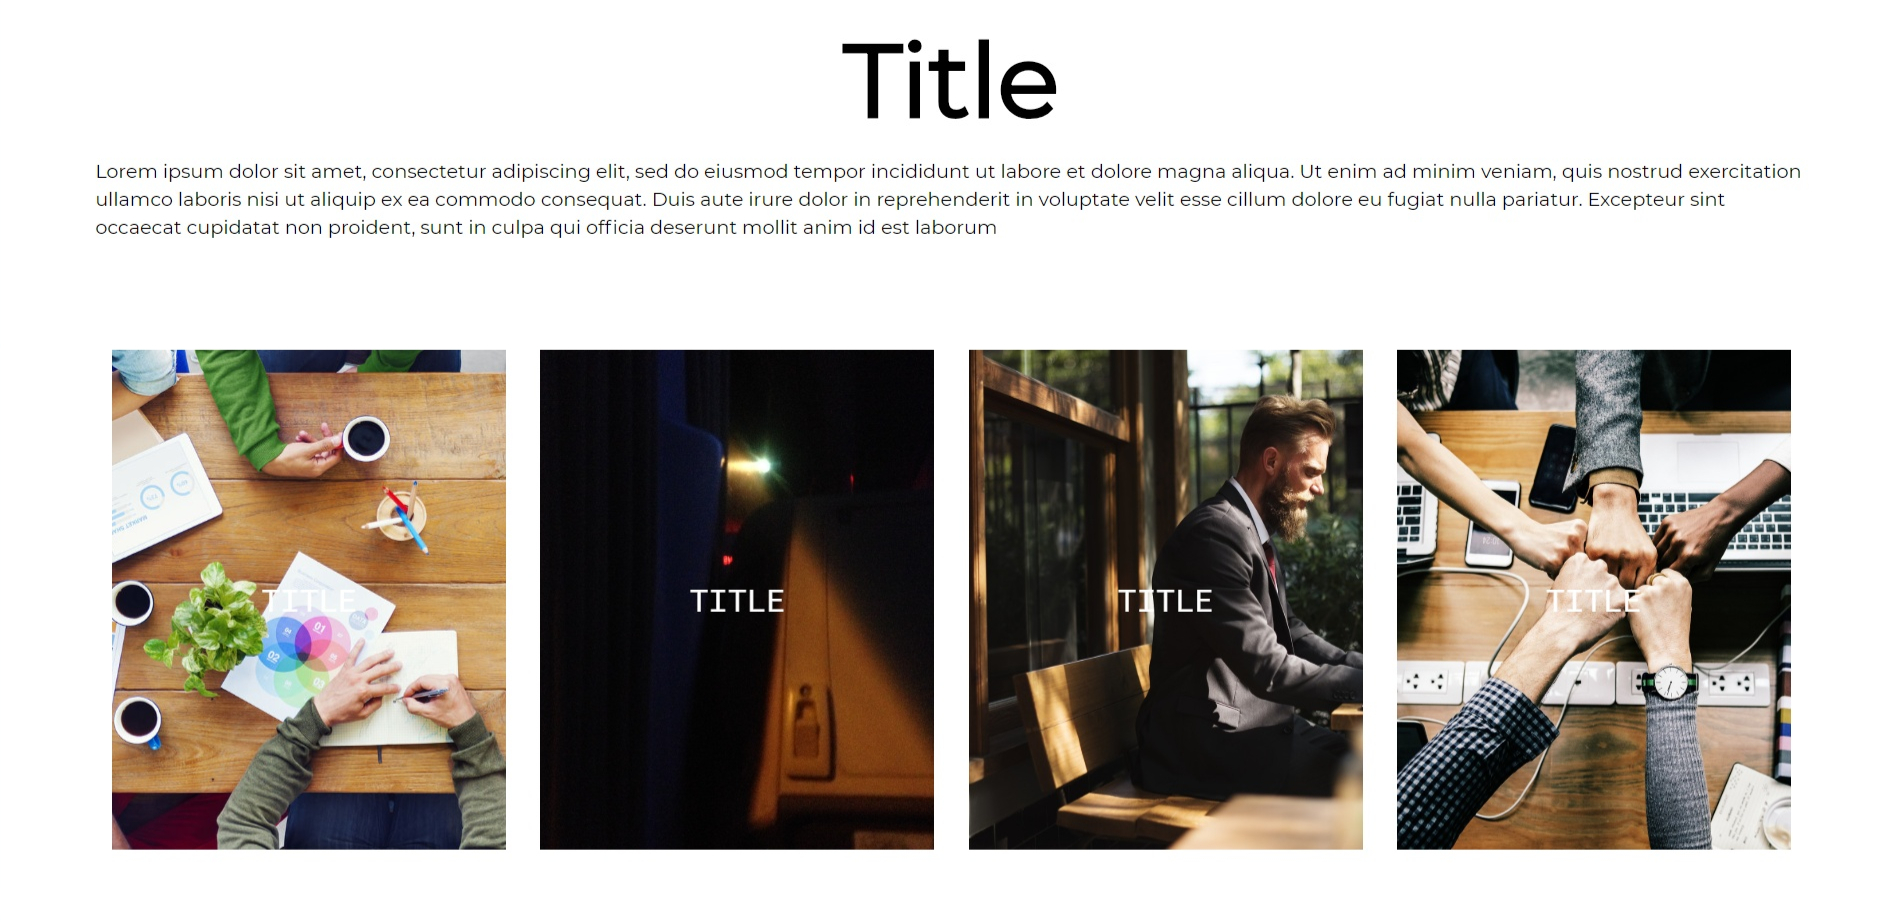 Title
Lorem ipsum dolor sit amet, consectetur adipiscing elit, sed do eiusmod tempor incididunt ut labore et dolore magna aliqua. Ut enim ad minim veniam, quis nostrud exercitation
ullamco laboris nisi ut aliquip ex ea commodo consequat. Duis aute irure dolor in reprehenderit in voluptate velit esse cillum dolore eu fugiat nulla pariatur. Excepteur sint
occaecat cupidatat non proident, sunt in culpa qui officia deserunt mollit anim id est laborum
TITLE
TITLE
TITLE
TITLE
01
02